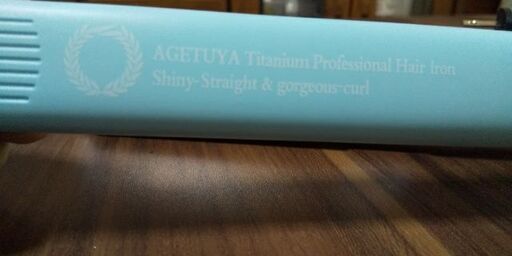 AGETUYA Titanium Professional Hair Iron
Shiny-Straight & gorgeous-curl